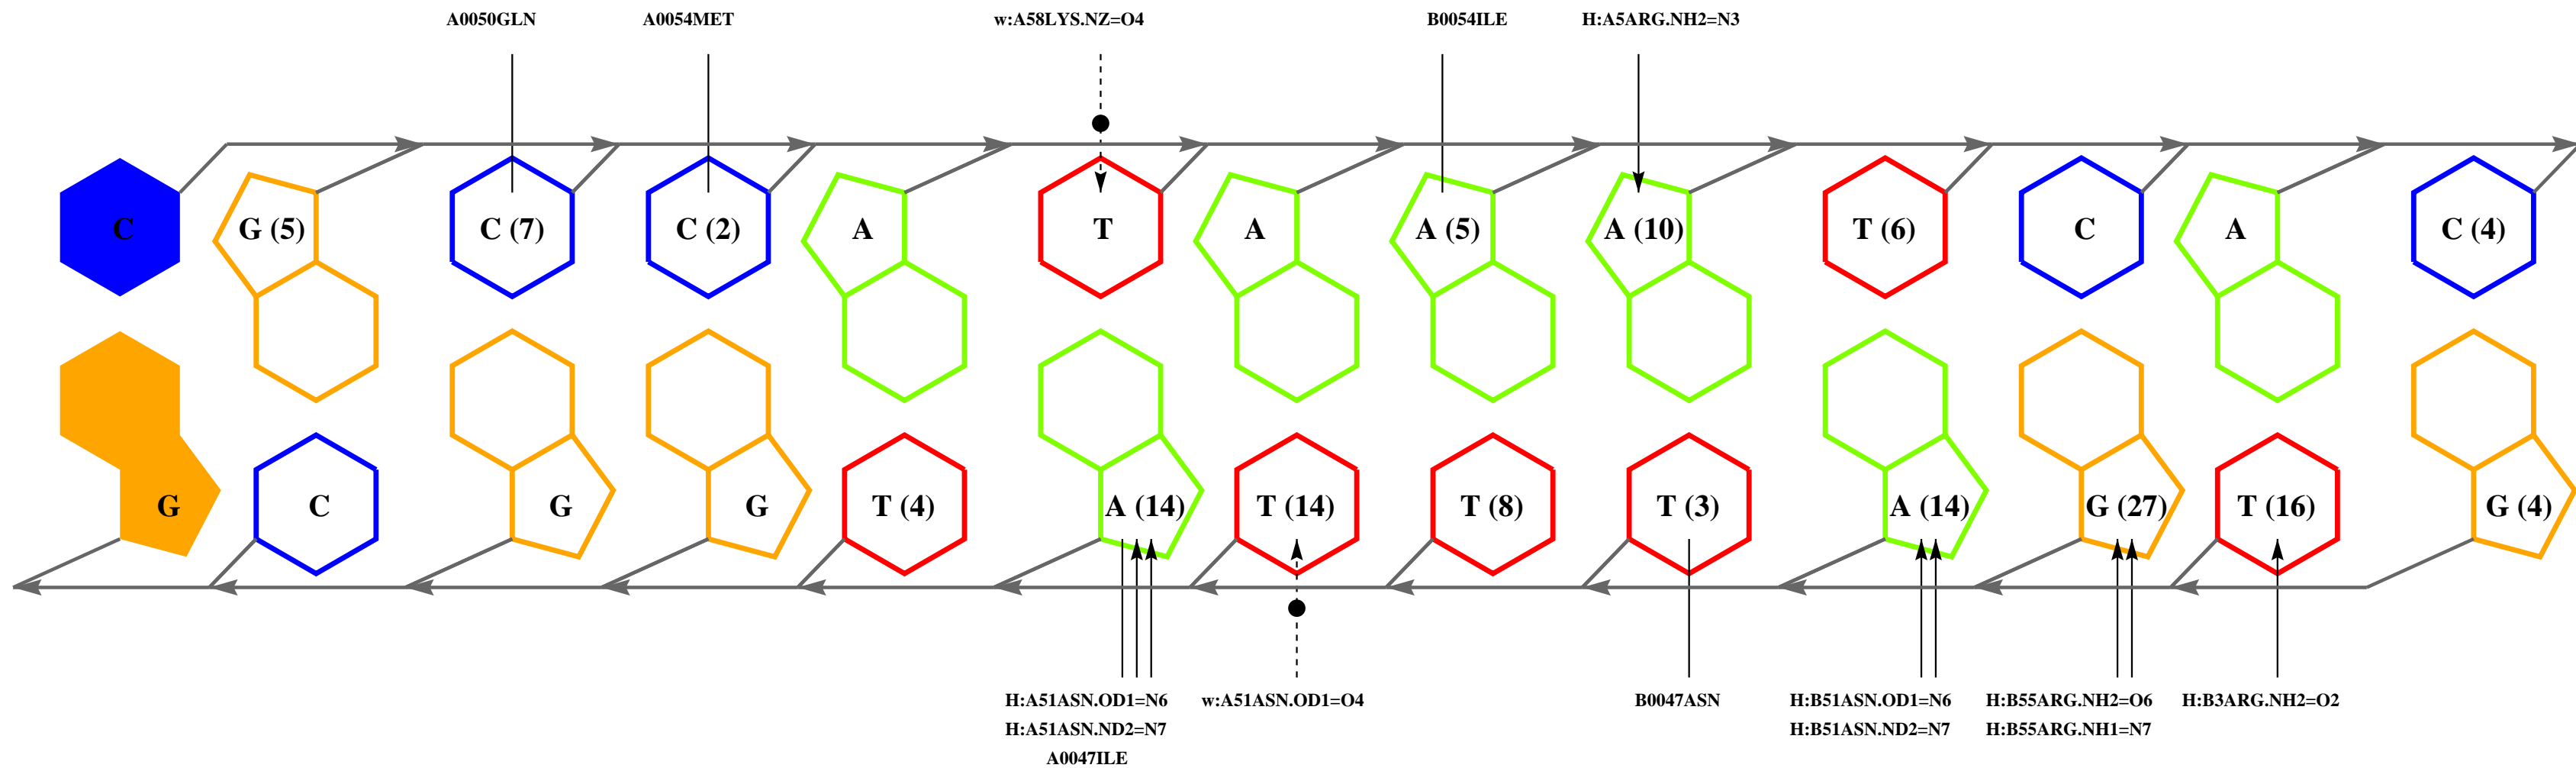 A0050GLN A0054MET w:A58LYS.NZ=O4 B0054ILE H:A5ARG.NH2=N3
C G (5) C (7) C (2) A T A A (5) A (10) T (6) C A C (4)
G C G G T (4) A (14) T (14) T (8) T (3) A (14) G (27) T (16) G (4)
H:A51ASN.OD1=N6 w:A51ASN.OD1=O4 B0047ASN H:B51ASN.OD1=N6 H:B55ARG.NH2=O6 H:B3ARG.NH2=O2
H:A51ASN.ND2=N7 H:B51ASN.ND2=N7 H:B55ARG.NH1=N7
A0047ILE